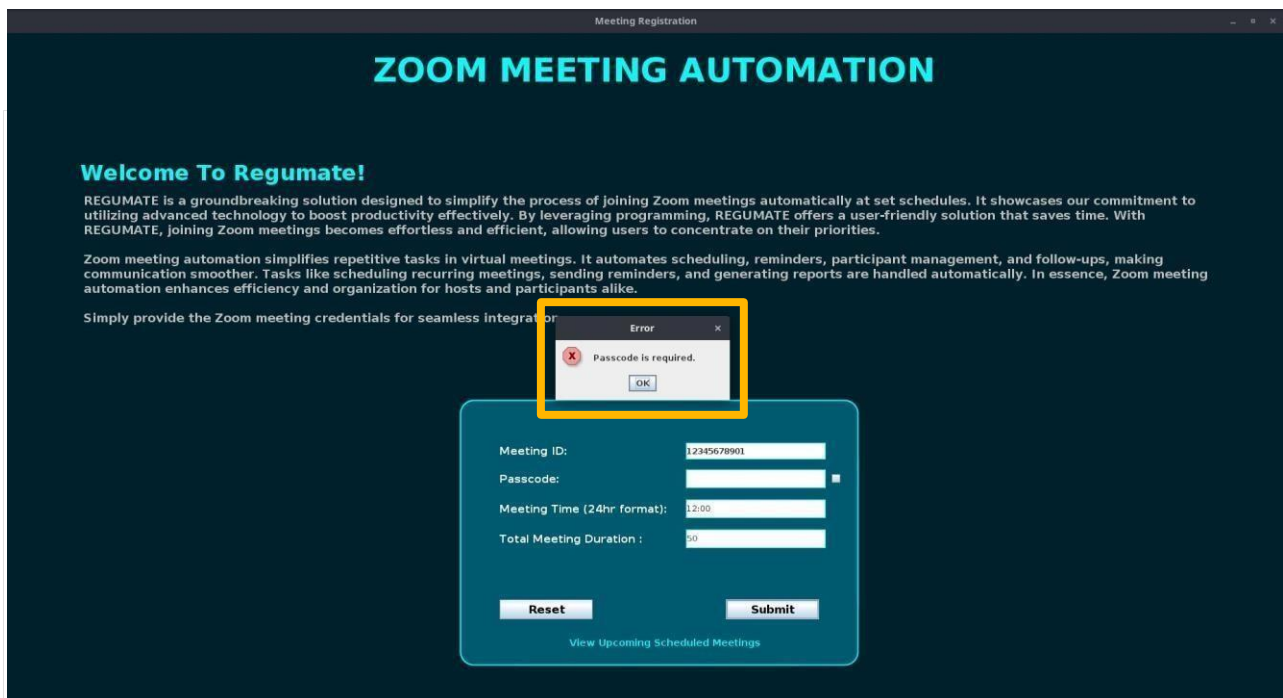 Meeting Registration
ZOOM MEETING AUTOMATION
Welcome To Regumate!
REGUMATE is a groundbreaking solution designed to simplify the process of joining Zoom meetings automatically at set schedules. It showcases our commitment to
utilizing advanced technology to boost productivity effectively. By leveraging programming, REGUMATE offers a user-friendly solution that saves time. With
REGUMATE, joining Zoom meetings becomes effortless and efficient, allowing users to concentrate on their priorities.
Zoom meeting automation simplifies repetitive tasks in virtual meetings. It automates scheduling, reminders, participant management, and follow-ups, making
communication smoother. Tasks like scheduling recurring meetings, sending reminders, and generating reports are handled automatically. In essence, Zoom meeting
automation enhances efficiency and organization for hosts and participants alike.
Simply provide the Zoom meeting credentials for seamless integration
Error
X Passcode is required.
OK
Meeting ID: 12345678901
Passcode:
Meeting Time (24hr format): 12:00
Total Meeting Duration : 50
Reset Submit
View Upcoming Scheduled Meetings